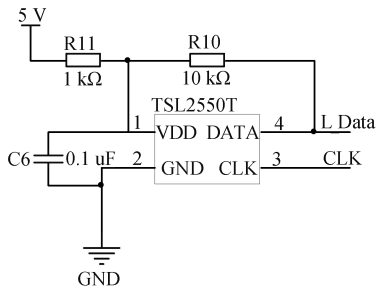 5 V
R11
R10
1 kΩ
10 kΩ
TSL2550T
1
VDD
DATA
4
L_Data
C6
0.1 uF
2
GND
CLK
3
CLK
GND